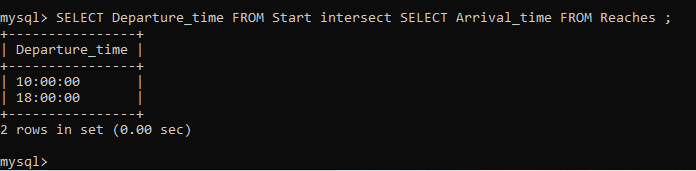 mysql> SELECT Departure_time FROM Start intersect SELECT Arrival_time FROM Reaches ;
+----------------+
| Departure_time |
+----------------+
| 10:00:00       |
| 18:00:00       |
+----------------+
2 rows in set (0.00 sec)
mysql>